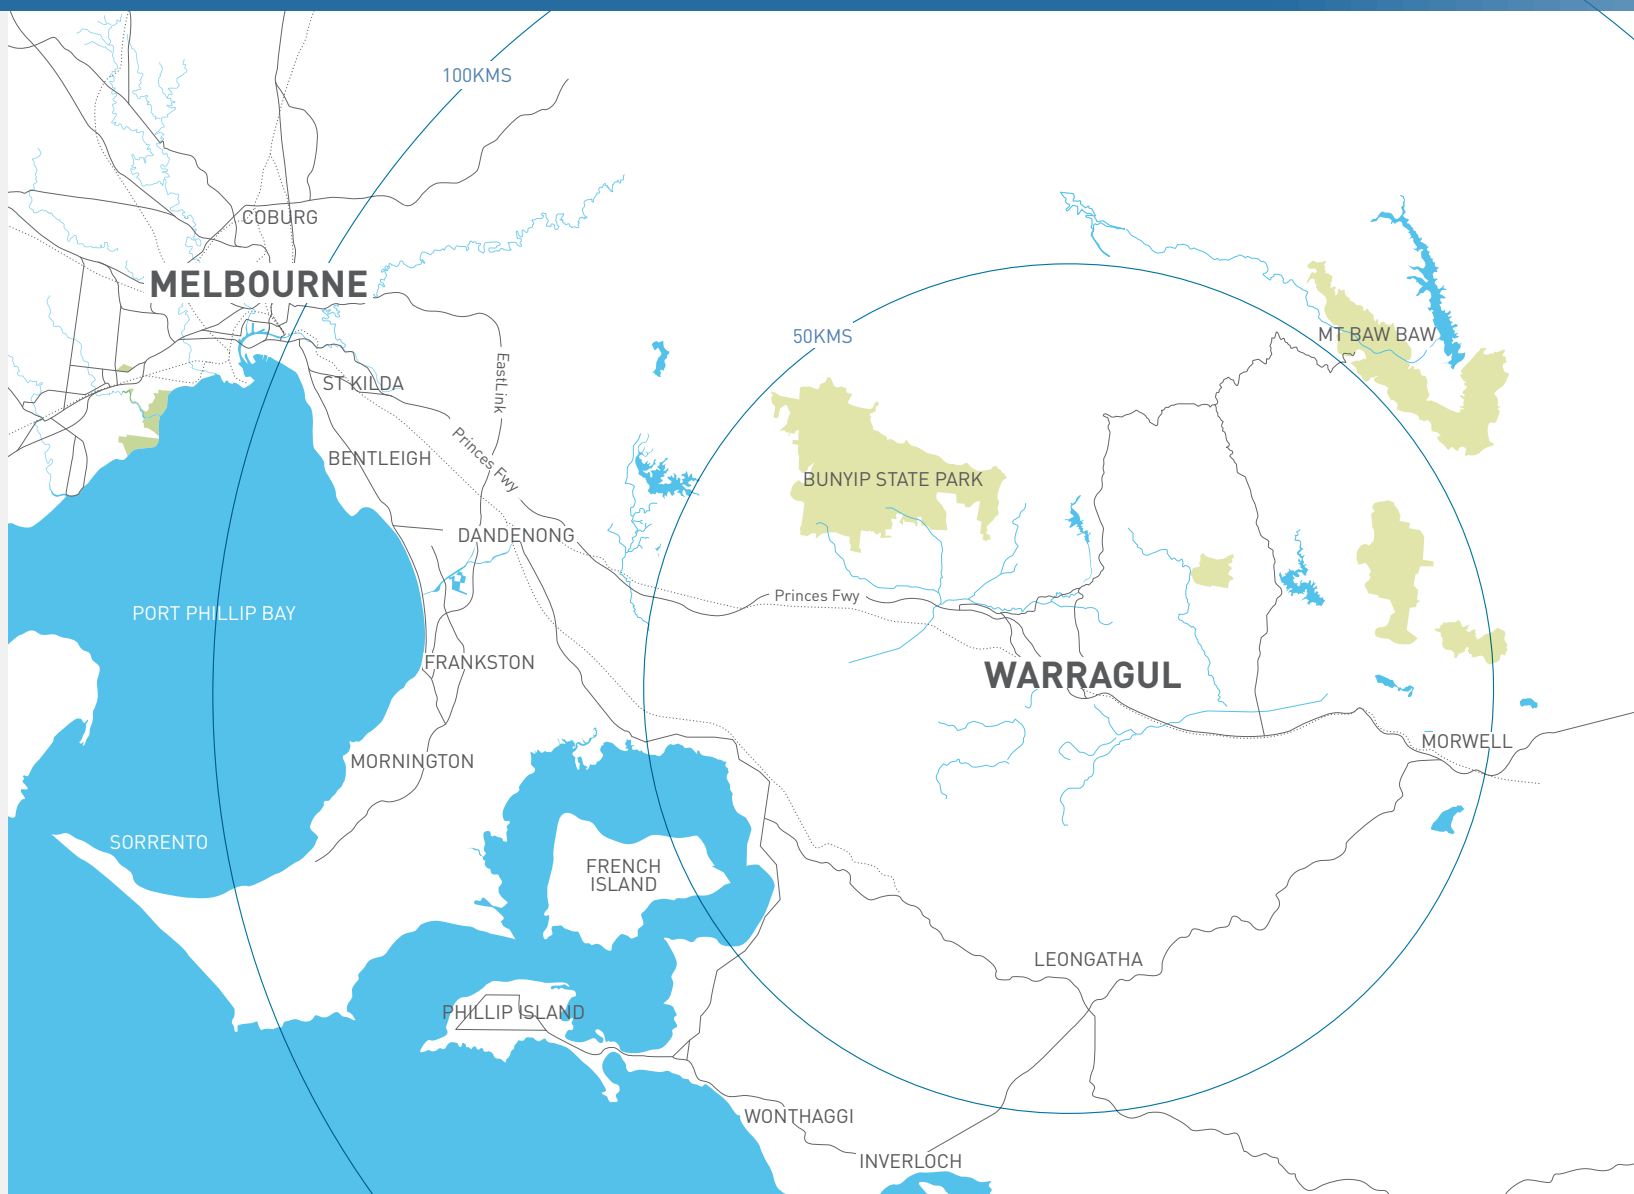 100KMS
COBURG
MELBOURNE
50KMS
MT BAW BAW
EastLink
ST KILDA
Princes Fwy
BENTLEIGH
BUNYIP STATE PARK
DANDENONG
Princes Fwy
PORT PHILLIP BAY
FRANKSTON
WARRAGUL
MORWELL
MORNINGTON
SORRENTO
FRENCH
ISLAND
LEONGATHA
PHILLIP ISLAND
WONTHAGGI
INVERLOCH